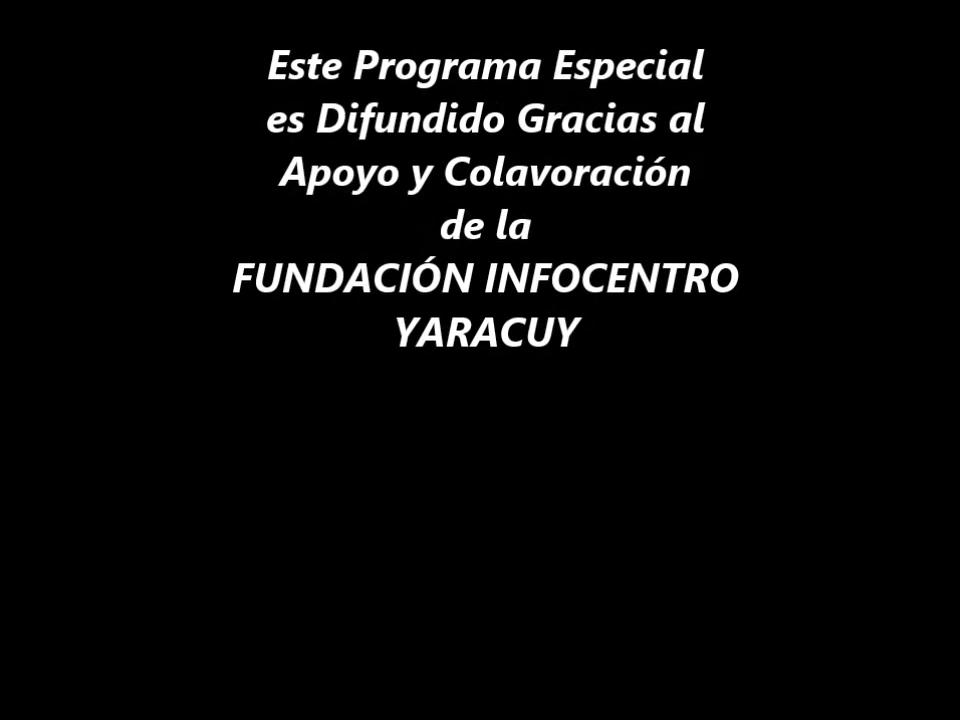 Este Programa Especial
es Difundido Gracias al
Apoyo y Colavoración
de la
FUNDACIÓN INFOCENTRO
YARACUY